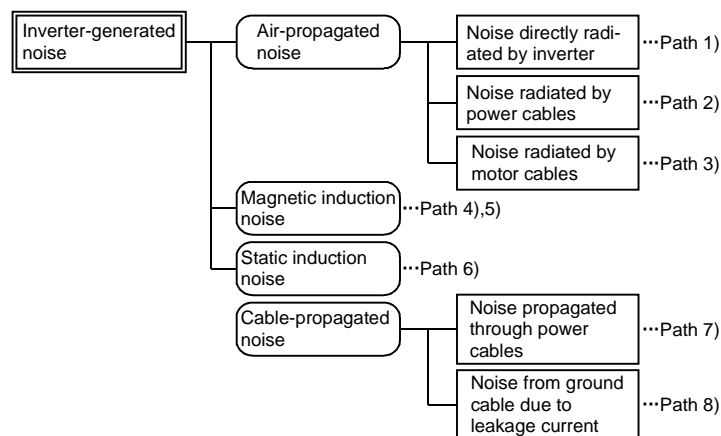 Inverter-generated
noise
Air-propagated
noise
Noise directly radi-
ated by inverter
···Path 1)
Noise radiated by
power cables
···Path 2)
Noise radiated by
motor cables
···Path 3)
Magnetic induction
noise
···Path 4),5)
Static induction
noise
···Path 6)
Cable-propagated
noise
Noise propagated
through power
cables
···Path 7)
Noise from ground
cable due to
leakage current
···Path 8)